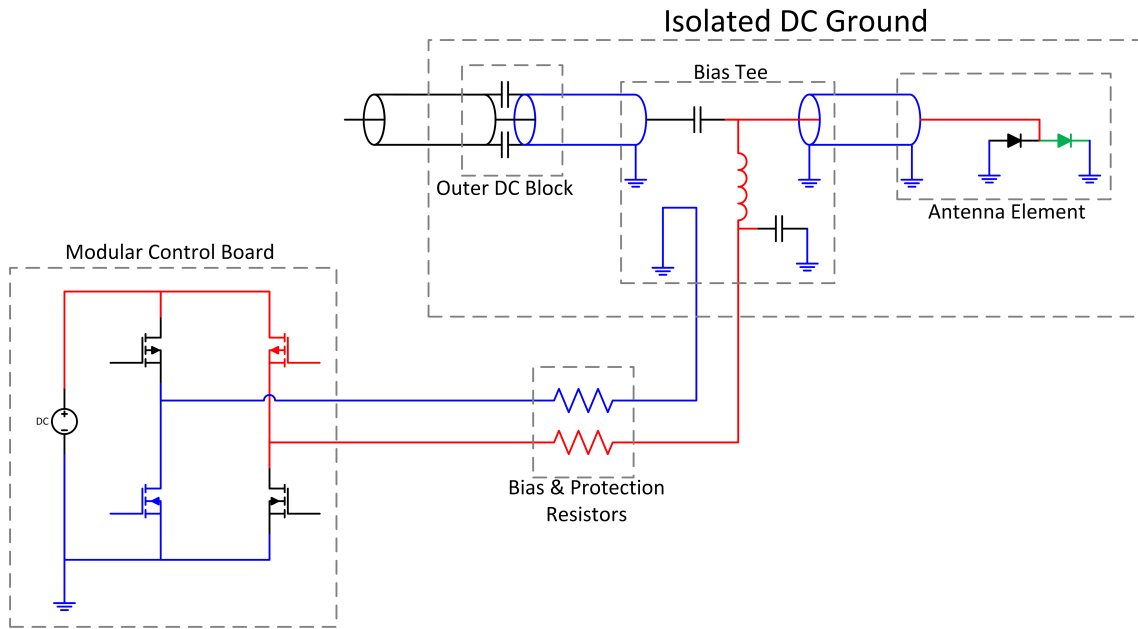 Isolated DC Ground
Bias Tee
Outer DC Block
Antenna Element
Modular Control Board
DC
Bias & Protection
Resistors